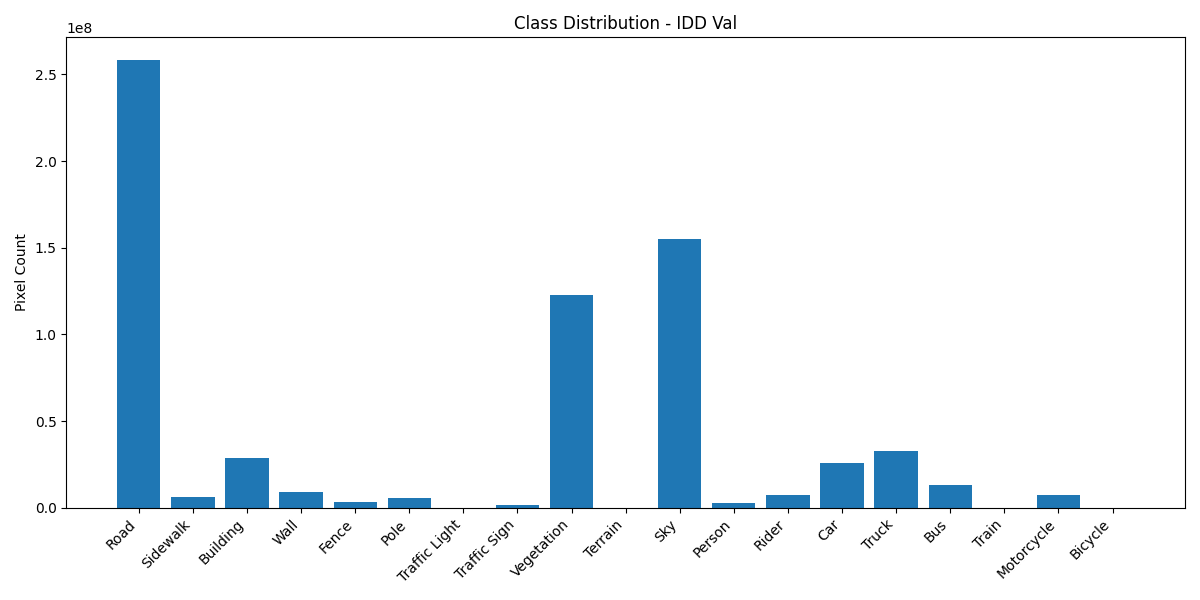 Class Distribution - IDD Val
1e8
2.5
2.0
1.5
1.0
0.5
0.0
Pixel Count
Road
Sidewalk
Building
Wall
Fence
Pole
Traffic Light
Traffic Sign
Vegetation
Terrain
Sky
Person
Rider
Car
Truck
Bus
Train
Motorcycle
Bicycle